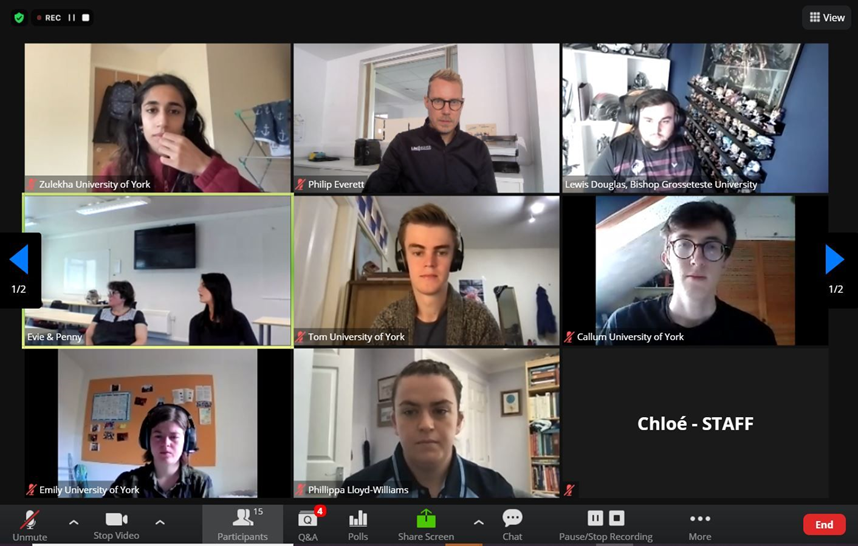 REC
View
Zulekha University of York
Philip Everett
Lewis Douglas, Bishop Grosseteste University
1/2
1/2
Evie & Penny
Tom University of York
Callum University of York
Chloé - STAFF
Emily University of York
Phillippa Lloyd-Williams
15
4
Unmute
Stop Video
Participants
Q&A
Polls
Share Screen
Chat
Pause/Stop Recording
More
End